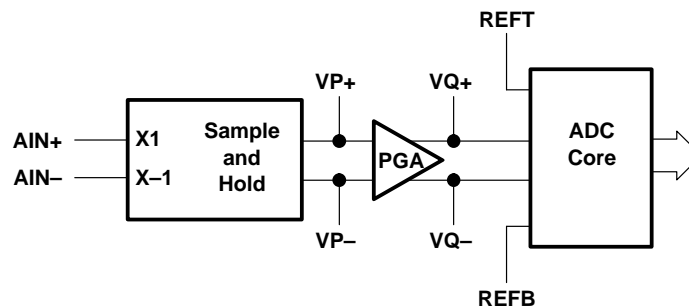 REFT
VP+
VQ+
AIN+
X1
Sample
and
Hold
AIN–
X–1
PGA
ADC
Core
VP–
VQ–
REFB